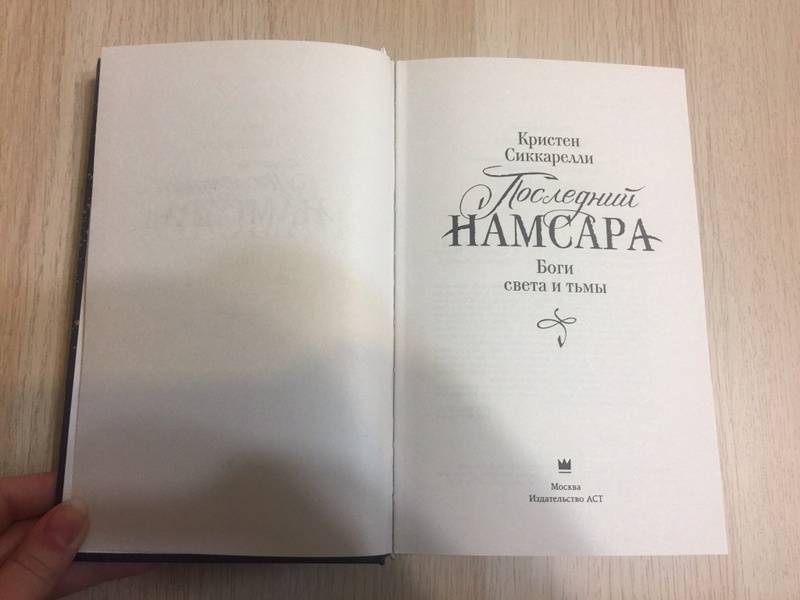 Кристен
Сиккарелли
Последний
НАМСАРА
Боги
света и тьмы
Москва
Издательство АСТ